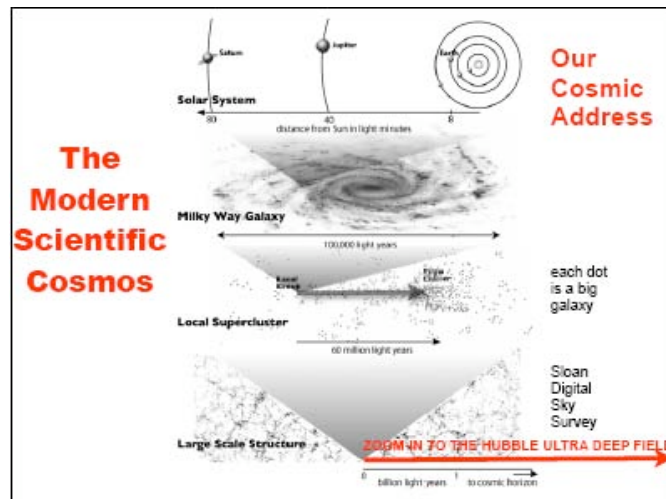 Our
Cosmic
Address
The
Modern
Scientific
Cosmos
Saturn
Jupiter
Earth
Solar System
80 40 8
distance from Sun in light minutes
Milky Way Galaxy
100,000 light years
Local
Group
Virgo
Cluster
Local Supercluster
each dot
is a big
galaxy
60 million light years
Sloan
Digital
Sky
Survey
Large Scale Structure
ZOOM IN TO THE HUBBLE ULTRA DEEP FIELD
0 billion light-years 1 to cosmic horizon